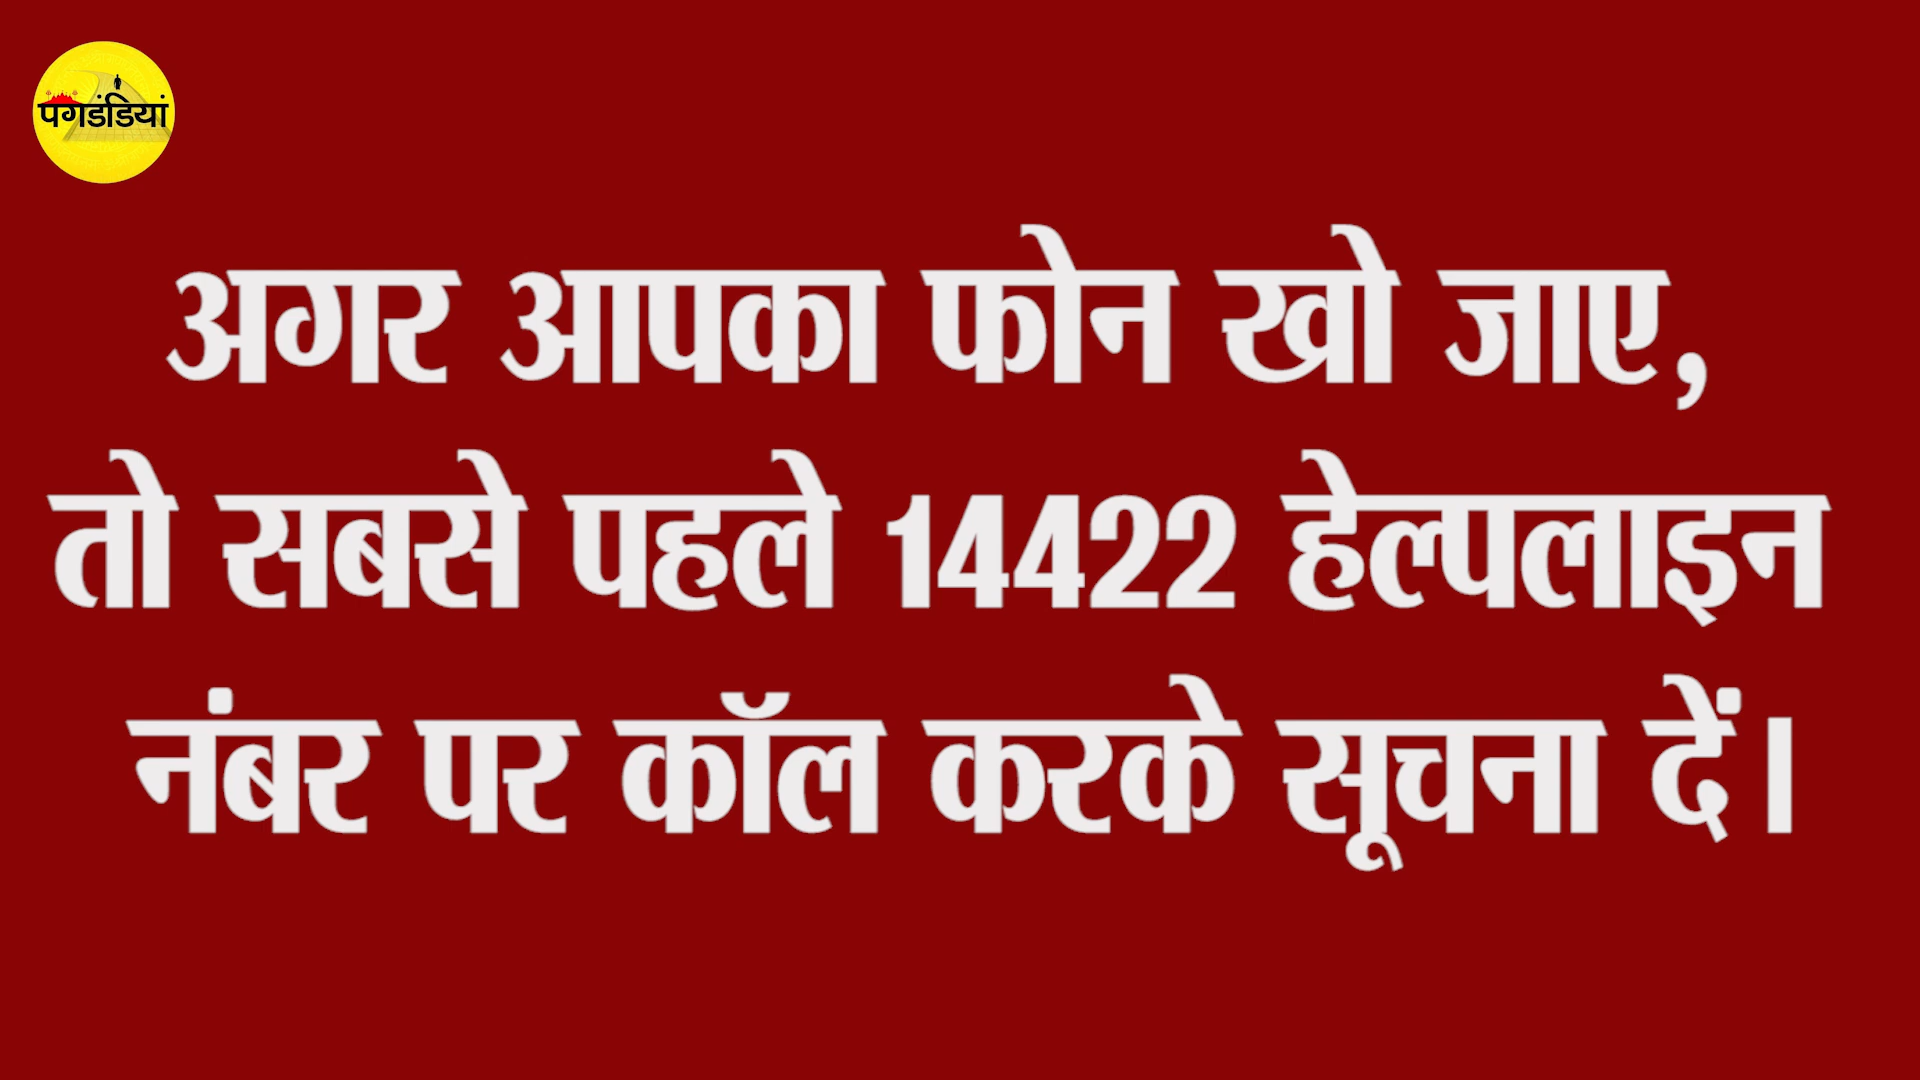 पगडंडियां
अगर आपका फोन खो जाए,
तो सबसे पहले 14422 हेल्पलाइन
नंबर पर कॉल करके सूचना दें।